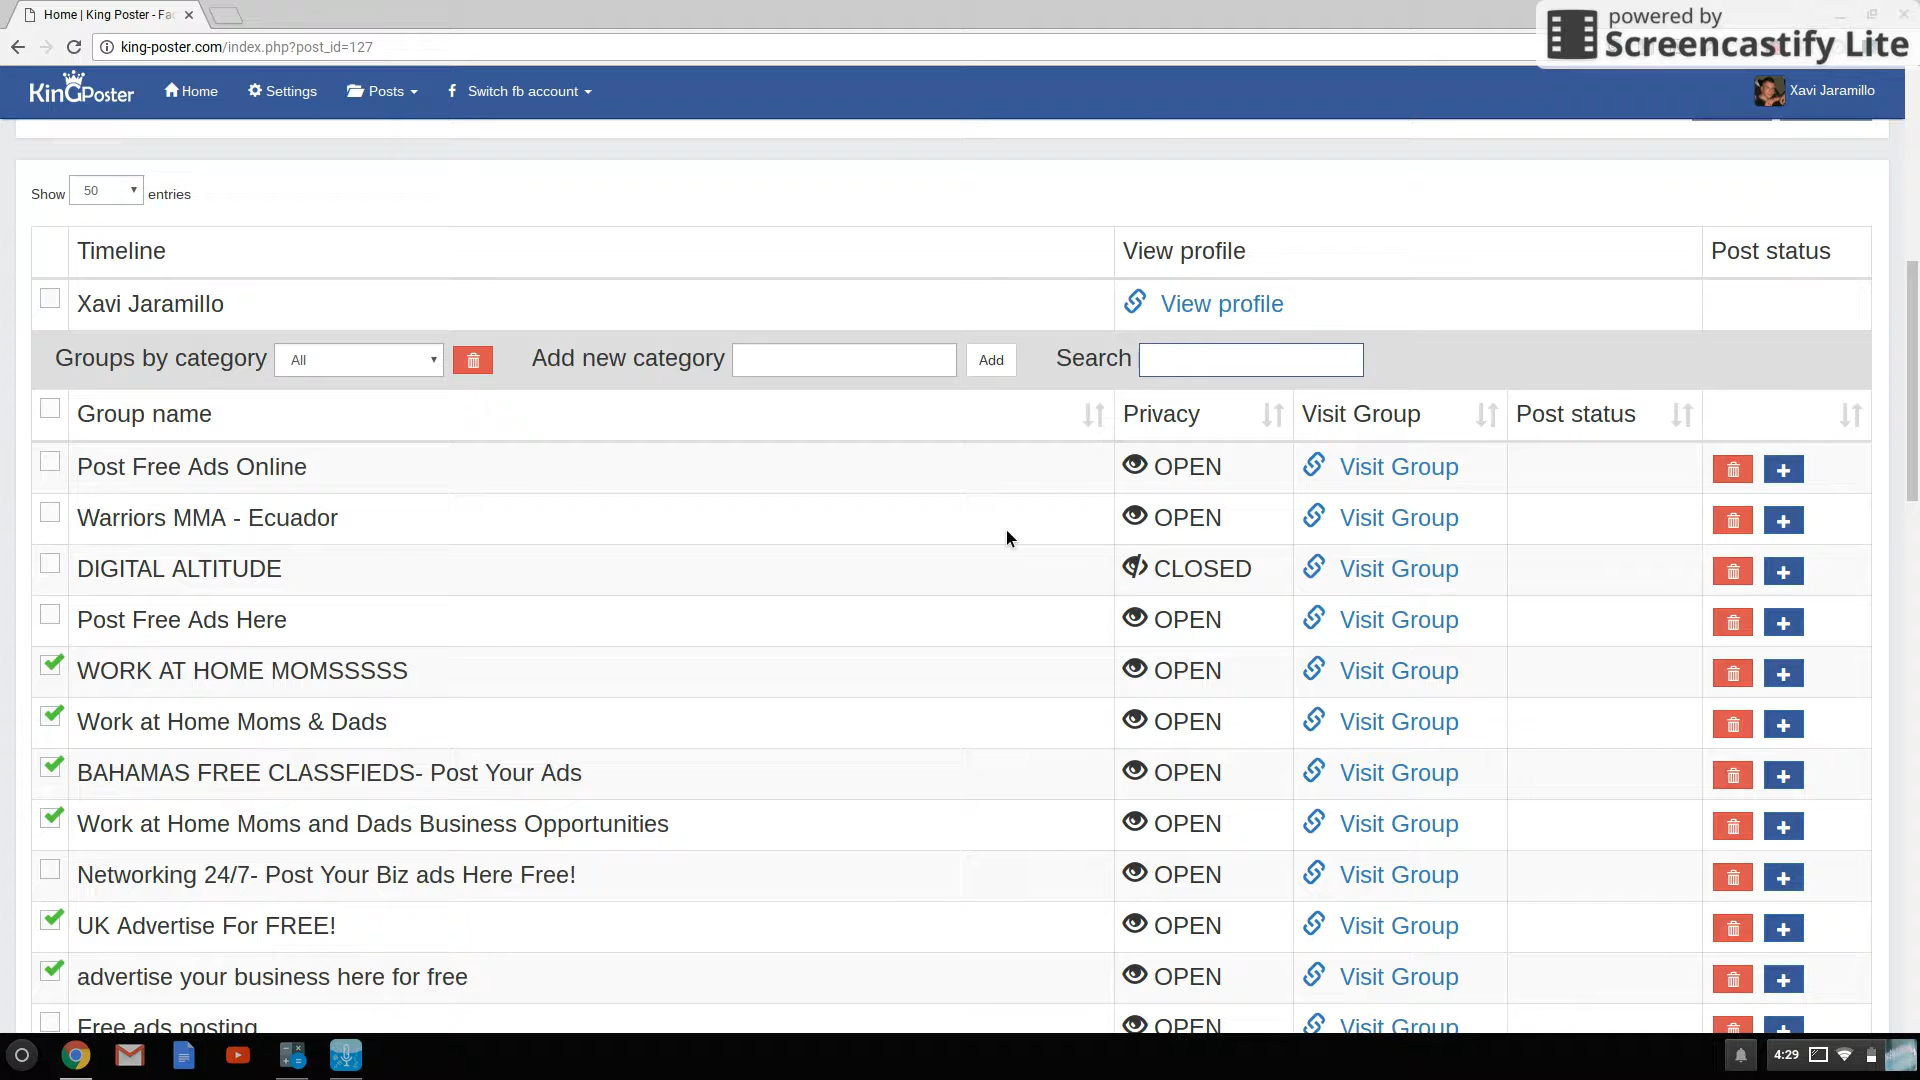 Home | King Poster - Fac
powered by
Screencastify Lite
king-poster.com/index.php?post_id=127
KinGPoster
Home
Settings
Posts
Switch fb account
Xavi Jaramillo
Show 50 entries
Timeline View profile Post status
Xavi Jaramillo View profile
Groups by category All Add new category Add Search
Group name Privacy Visit Group Post status
Post Free Ads Online OPEN Visit Group
Warriors MMA - Ecuador OPEN Visit Group
DIGITAL ALTITUDE CLOSED Visit Group
Post Free Ads Here OPEN Visit Group
WORK AT HOME MOMSSSSS OPEN Visit Group
Work at Home Moms & Dads OPEN Visit Group
BAHAMAS FREE CLASSFIEDS- Post Your Ads OPEN Visit Group
Work at Home Moms and Dads Business Opportunities OPEN Visit Group
Networking 24/7- Post Your Biz ads Here Free! OPEN Visit Group
UK Advertise For FREE! OPEN Visit Group
advertise your business here for free OPEN Visit Group
Free ads posting OPEN Visit Group
4:29